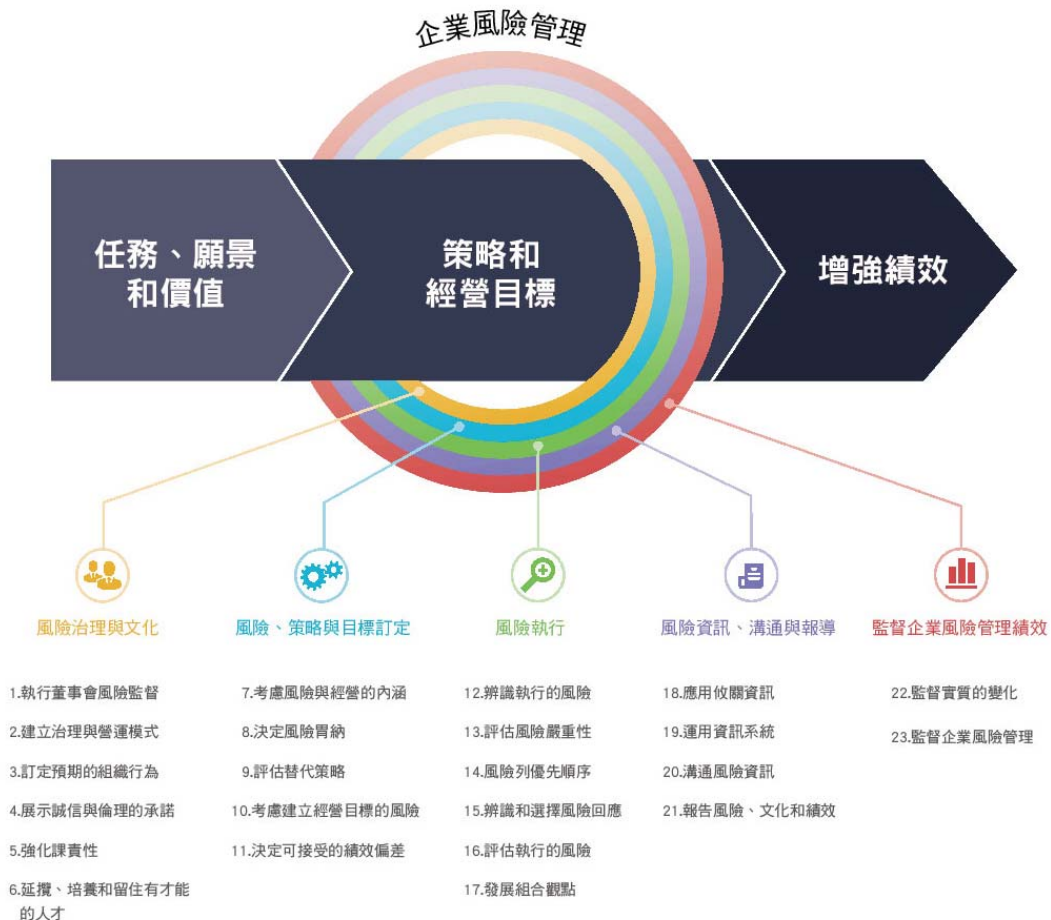 企業風險管理
任務、願景
和價值
策略和
經營目標
增強績效
風險治理與文化
1.執行董事會風險監督
2.建立治理與營運模式
3.訂定預期的組織行為
4.展示誠信與倫理的承諾
5.強化課責性
6.延攬、培養和留住有才能
的人才
風險、策略與目標訂定
7.考慮風險與經營的內涵
8.決定風險胃納
9.評估替代策略
10.考慮建立經營目標的風險
11.決定可接受的績效偏差
風險執行
12.辨識執行的風險
13.評估風險嚴重性
14.風險列優先順序
15.辨識和選擇風險回應
16.評估執行的風險
17.發展組合觀點
風險資訊、溝通與報導
18.應用攸關資訊
19.運用資訊系統
20.溝通風險資訊
21.報告風險、文化和績效
監督企業風險管理績效
22.監督實質的變化
23.監督企業風險管理